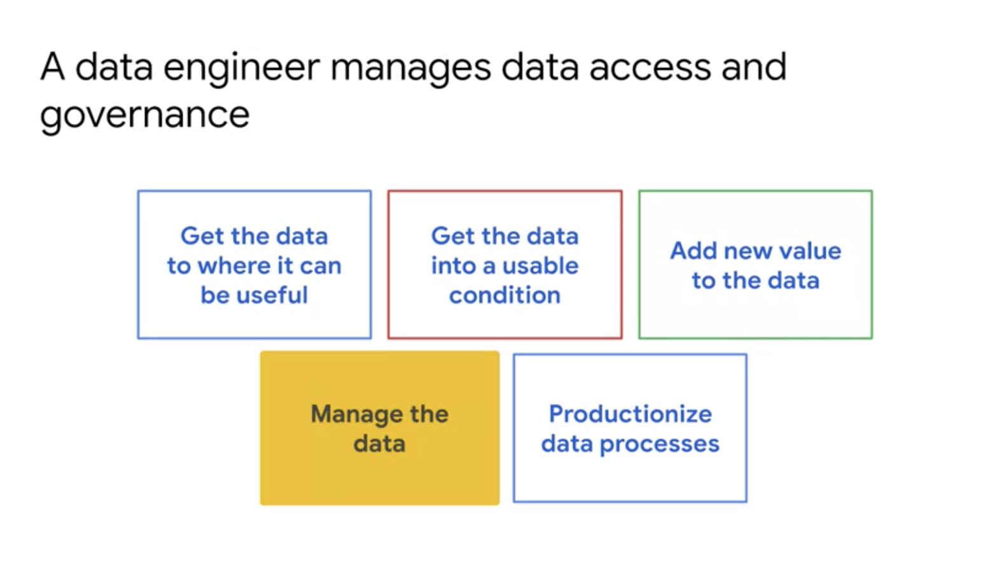 A data engineer manages data access and
governance
Get the data
to where it can
be useful
Get the data
into a usable
condition
Add new value
to the data
Manage the
data
Productionize
data processes